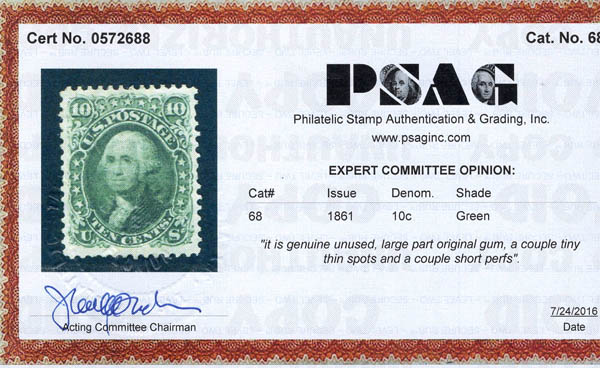 Cert No. 0572688
Cat. No. 68
10 10
U.S. POSTAGE
TEN CENTS
U S
PSAG
Philatelic Stamp Authentication & Grading, Inc.
www.psaginc.com
EXPERT COMMITTEE OPINION:
Cat# Issue Denom. Shade
68 1861 10c Green
"it is genuine unused, large part original gum, a couple tiny
thin spots and a couple short perfs".
Acting Committee Chairman
7/24/2016
Date